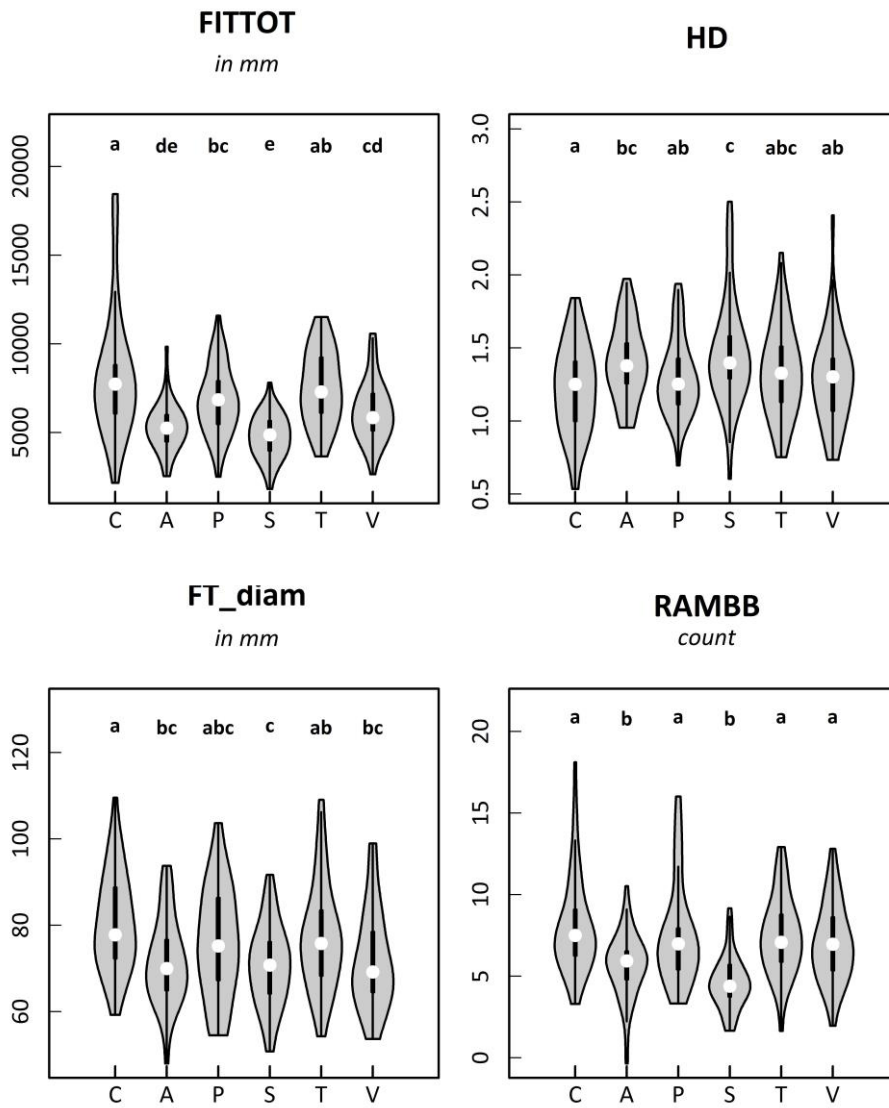 FITTOT
in mm
a de bc e ab cd
20000
15000
10000
5000
C A P S T V
HD
a bc ab c abc ab
3.0
2.5
2.0
1.5
1.0
0.5
C A P S T V
FT_diam
in mm
a bc abc c ab bc
120
100
80
60
C A P S T V
RAMBB
count
a b a b a a
20
15
10
5
0
C A P S T V